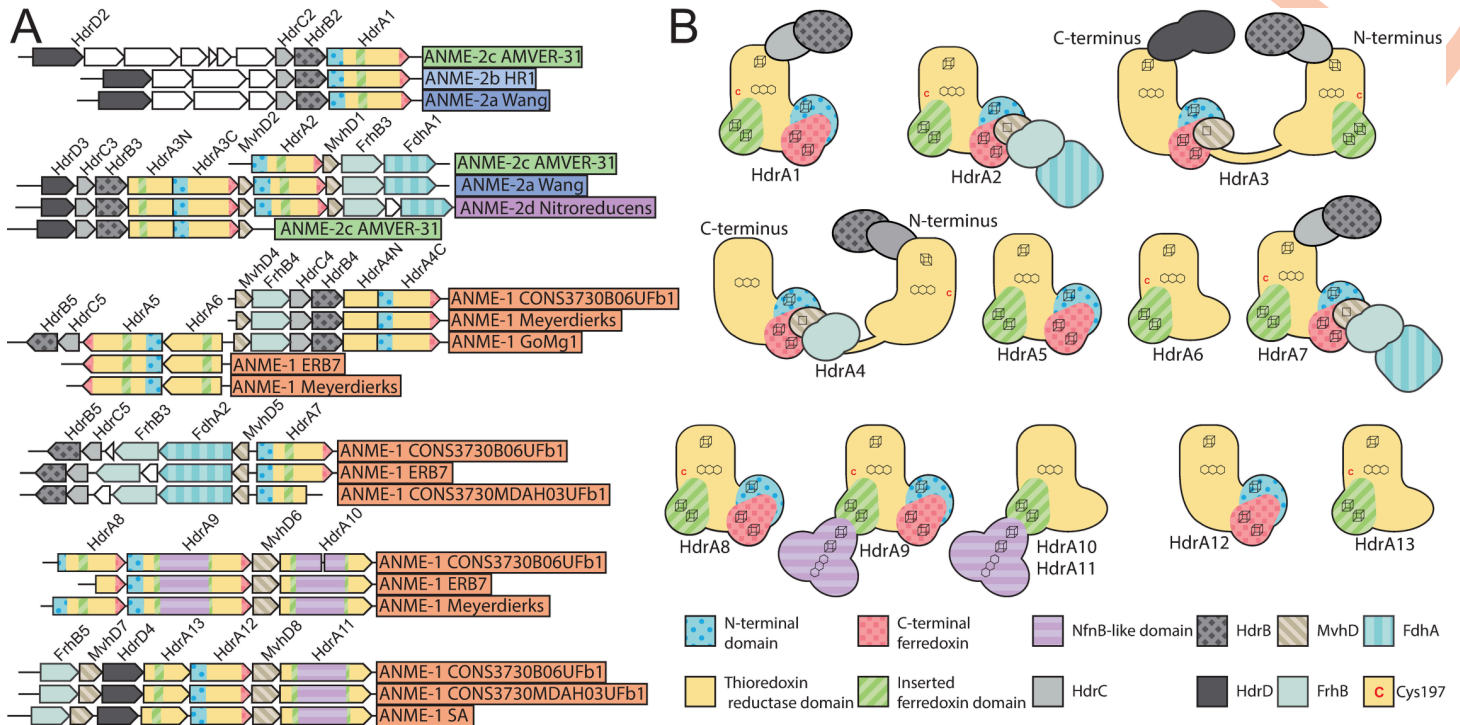 A
HdrD2
HdrC2
HdrB2
HdrA1
ANME-2c AMVER-31
ANME-2b HR1
ANME-2a Wang
HdrD3
HdrC3
HdrB3
HdrA3N
HdrA3C
MvhD2
HdrA2
MvhD1
FrhB3
FdhA1
ANME-2c AMVER-31
ANME-2a Wang
ANME-2d Nitroreducens
ANME-2c AMVER-31
HdrB5
HdrC5
HdrA5
HdrA6
MvhD4
FrhB4
HdrC4
HdrB4
HdrA4N
HdrA4C
ANME-1 CONS3730B06UFb1
ANME-1 Meyerdierks
ANME-1 GoMg1
ANME-1 ERB7
ANME-1 Meyerdierks
HdrB5
HdrC5
FrhB3
FdhA2
MvhD5
HdrA7
ANME-1 CONS3730B06UFb1
ANME-1 ERB7
ANME-1 CONS3730MDAH03UFb1
HdrA8
HdrA9
MvhD6
HdrA10
ANME-1 CONS3730B06UFb1
ANME-1 ERB7
ANME-1 Meyerdierks
FrhB5
MvhD7
HdrD4
HdrA13
HdrA12
MvhD8
HdrA11
ANME-1 CONS3730B06UFb1
ANME-1 CONS3730MDAH03UFb1
ANME-1 SA
B
C-terminus
N-terminus
C
C
C
C
HdrA1
HdrA2
HdrA3
C-terminus
N-terminus
C
C
C
HdrA4
HdrA5
HdrA6
HdrA7
C
C
C
HdrA8
HdrA9
HdrA10
HdrA11
HdrA12
HdrA13
N-terminal
domain
C-terminal
ferredoxin
NfnB-like domain
HdrB
MvhD
FdhA
Thioredoxin
reductase domain
Inserted
ferredoxin domain
HdrC
HdrD
FrhB
C
Cys197